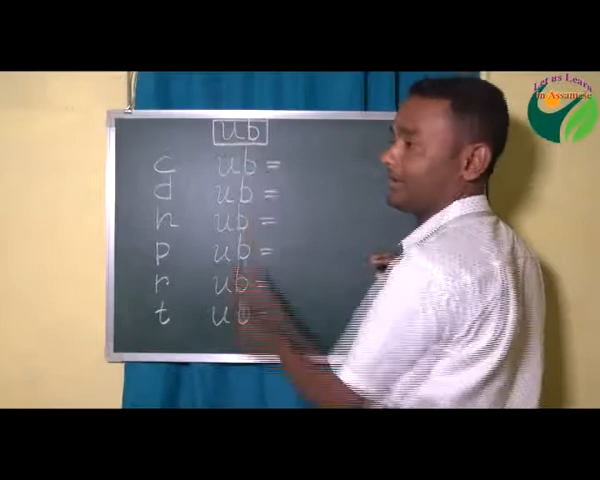 Let us Learn
in Assamese
ub
c ub =
d ub =
h ub =
p ub =
r ub =
t ub =